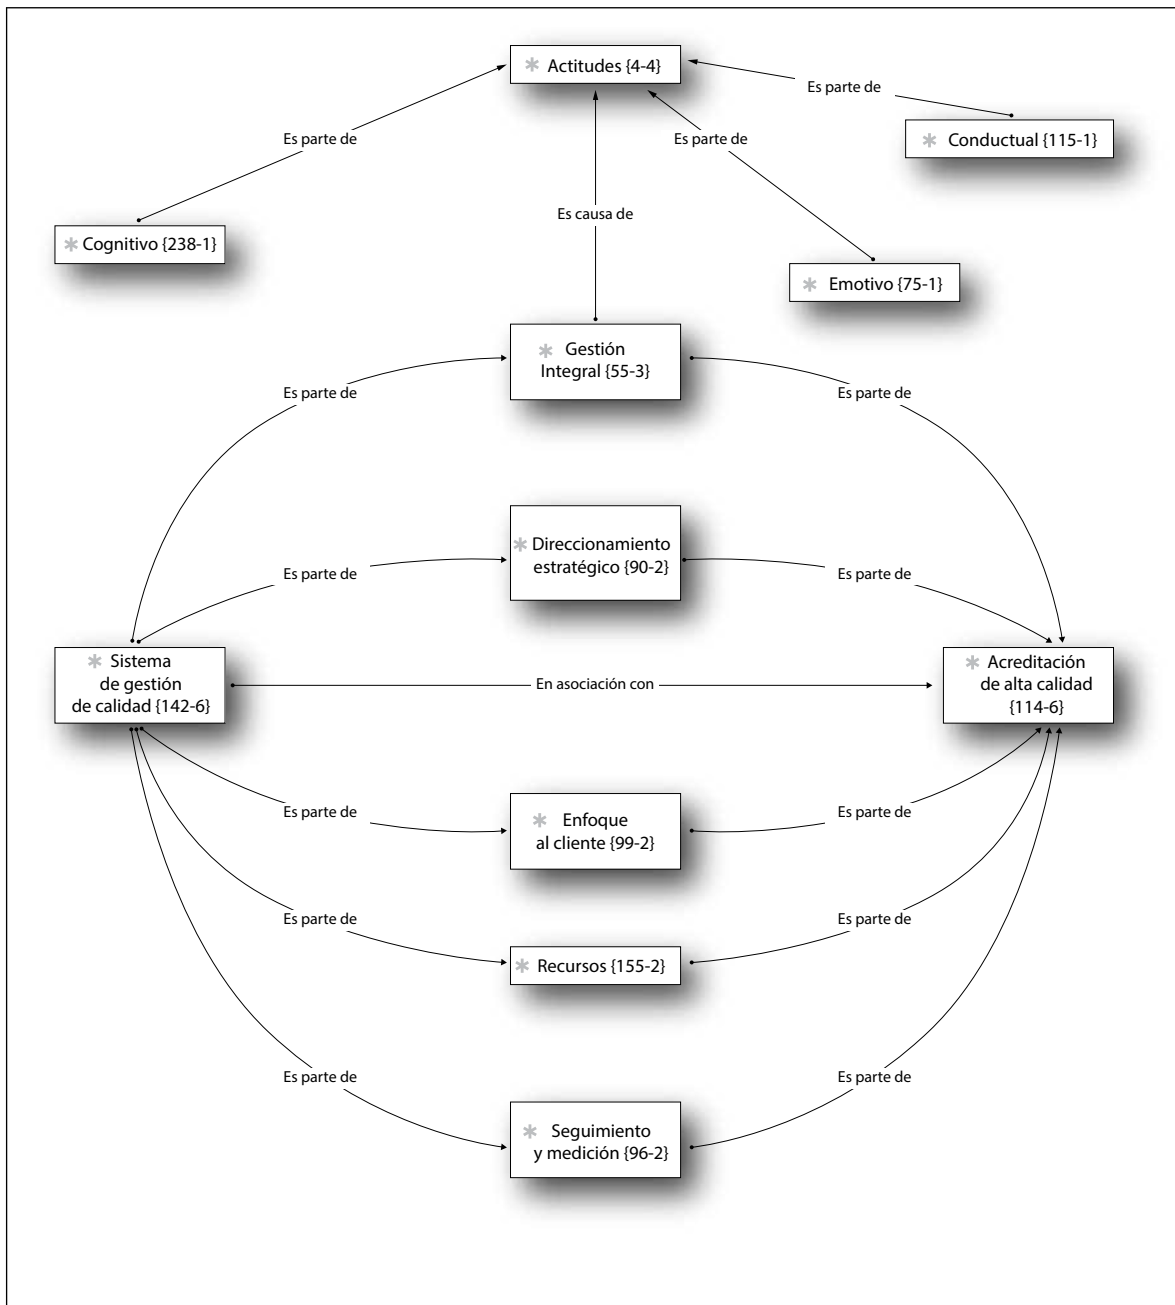 * Actitudes {4-4}
Es parte de
* Conductual {115-1}
Es parte de
Es parte de
Es causa de
* Cognitivo {238-1}
* Emotivo {75-1}
* Gestión
Integral {55-3}
Es parte de
Es parte de
* Direccionamiento
estratégico {90-2}
Es parte de
Es parte de
* Sistema
de gestión
de calidad {142-6}
En asociación con
* Acreditación
de alta calidad
{114-6}
Es parte de
* Enfoque
al cliente {99-2}
Es parte de
Es parte de
Es parte de
* Recursos {155-2}
Es parte de
Es parte de
* Seguimiento
y medición {96-2}